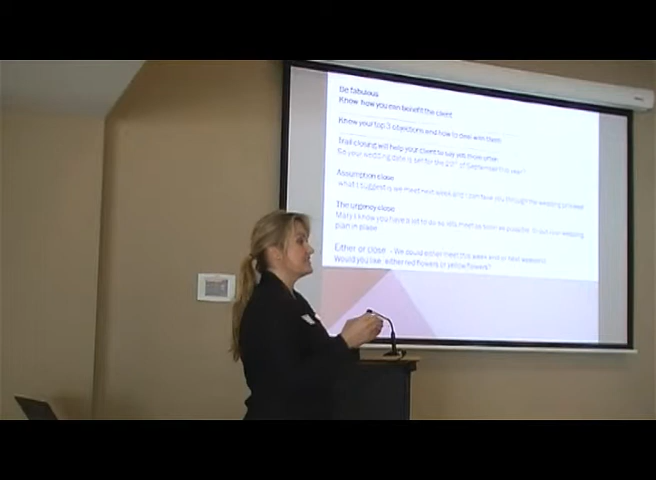 Be fabulous
Know how you can benefit the client
Know your top 3 objections and how to deal with them
Trail closing will help your client to say yes more often
So your wedding date is set for the 23rd of September this year?
Assumption close
what I suggest is we meet next week and I can take you through the wedding
The urgency close
Mary I know you have a lot to do so lets meet as soon as possible wedding
plan in place
Either or close - We could either meet this week end or next weekend
Would you like either red flowers or yellow flowers?